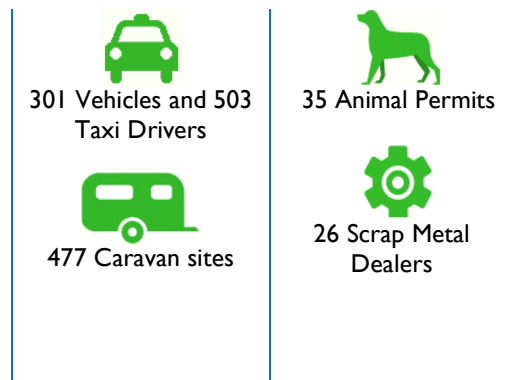 301 Vehicles and 503
Taxi Drivers
477 Caravan sites
35 Animal Permits
26 Scrap Metal
Dealers